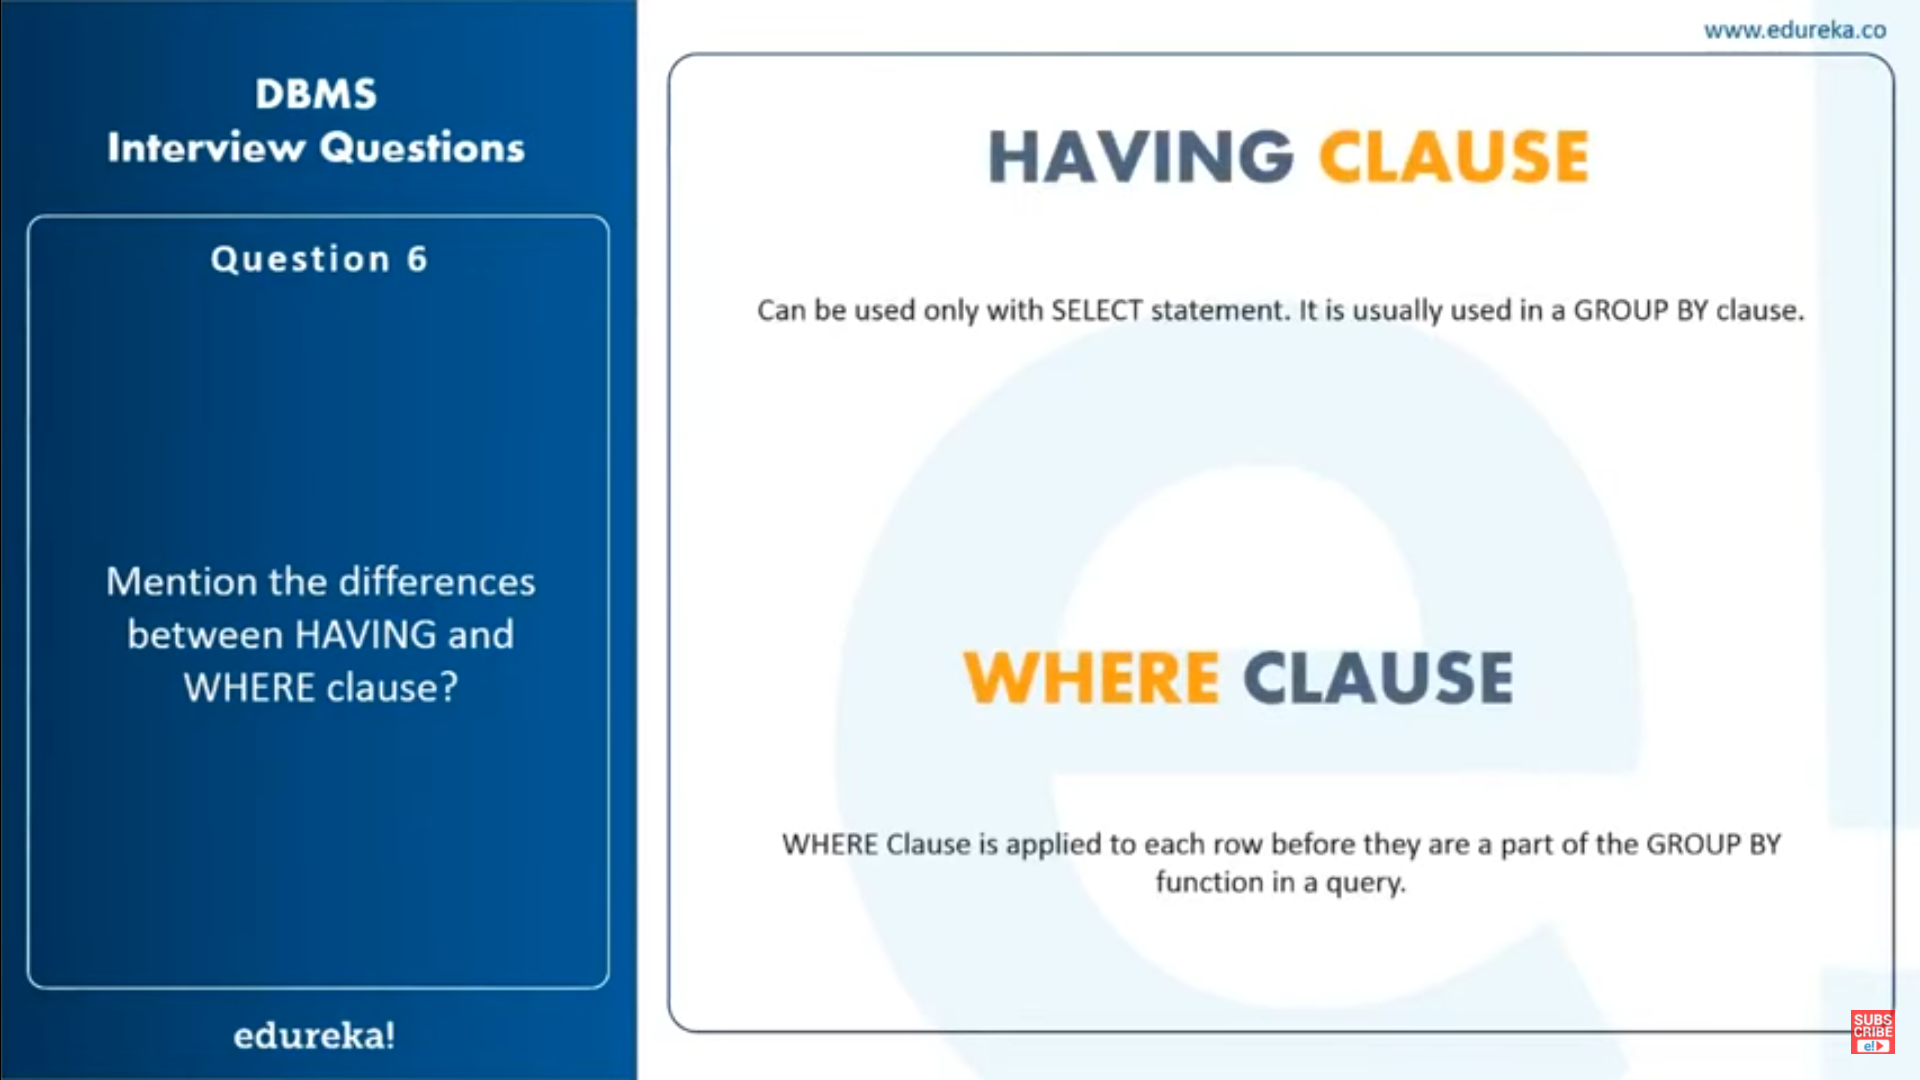 www.edureka.co
DBMS
Interview Questions
Question 6
Mention the differences
between HAVING and
WHERE clause?
edureka!
HAVING CLAUSE
Can be used only with SELECT statement. It is usually used in a GROUP BY clause.
WHERE CLAUSE
WHERE Clause is applied to each row before they are a part of the GROUP BY
function in a query.
SUBS
CRIBE
e!